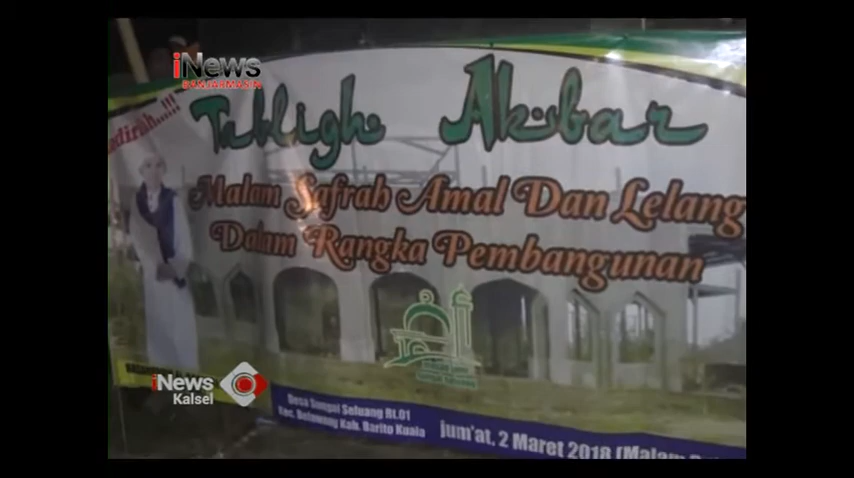 iNews
BANJARMASIN
Tabligh Akbar
Malam Safrah Amal Dan Lelang
Dalam Rangka Pembangunan
iNews
Kalsel
Desa Sungai Seluang Rt.01
Kec. Belawang Kab. Barito Kuala
jum'at, 2 Maret 2018 (Malam